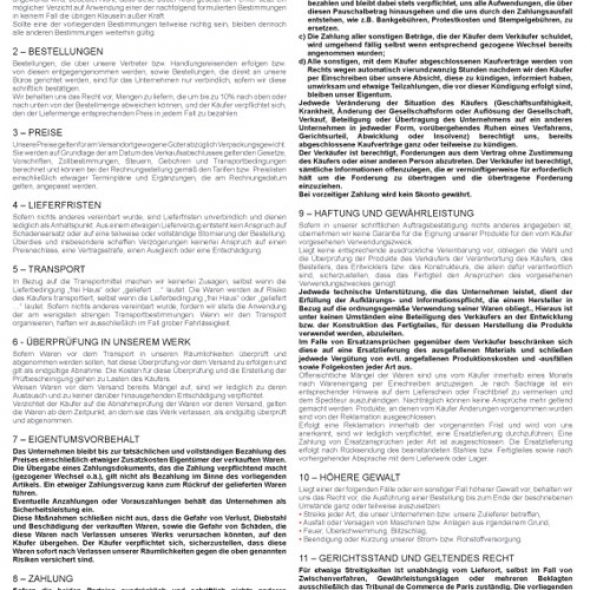 möglicher Verzicht auf Anwendung einer der nachfolgend formulierten Bestimmungen
in keinem Fall die übrigen Klauseln außer Kraft.
Sollte eine der vorliegenden Bestimmungen teilweise nichtig sein, bleiben dennoch
alle anderen Bestimmungen weiterhin gültig.
2 – BESTELLUNGEN
Bestellungen, die über unsere Vertreter bzw. Handlungsreisenden erfolgen bzw.
von diesen entgegengenommen werden, sowie Bestellungen, die direkt an unsere
Büros gerichtet werden, sind für das Unternehmen nur verbindlich, sofern wir diese
schriftlich bestätigen.
Wir behalten uns das Recht vor, Mengen zu liefern, die um bis zu 10% nach oben oder
nach unten von der Bestellmenge abweichen können, und der Käufer verpflichtet sich,
den der Liefermenge entsprechenden Preis in jedem Fall zu bezahlen.
3 – PREISE
Unsere Preise gelten für im Versandort gewogene Güter abzüglich Verpackungsgewicht.
Sie werden auf Grundlage der am Datum des Verkaufsabschlusses geltenden Gesetze,
Vorschriften, Zollbestimmungen, Steuern, Gebühren und Transportbedingungen
berechnet und können bei der Rechnungsstellung gemäß den Tarifen bzw. Preislisten
einschließlich etwaiger Termínpläne und Ergänzungen, die am Rechnungsdatum
gelten, angepasst werden.
4 – LIEFERFRISTEN
Sofern nichts anderes vereinbart wurde, sind Lieferfristen unverbindlich und dienen
lediglich als Anhaltspunkt. Aus einem etwaigen Lieferverzug entsteht kein Anspruch auf
Schadensersatz oder auf eine teilweise oder vollständige Stornierung der Bestellung.
Überdies und insbesondere schaffen Verzögerungen keinerlei Anspruch auf einen
Preisnachlass, eine Vertragsstrafe, einen Ausgleich oder eine Entschädigung.
5 – TRANSPORT
In Bezug auf die Transportmittel machen wir keinerlei Zusagen, selbst wenn die
Lieferbedingung „frei Haus“ oder „geliefert ...“ lautet. Die Waren werden auf Risiko
des Käufers transportiert, selbst wenn die Lieferbedingung „frei Haus“ oder „geliefert
...“ lautet. Sofern nichts anderes vereinbart wurde, fordern wir stets die Anwendung
der am wenigsten strengen Transportbestimmungen. Wenn wir den Transport
organisieren, haften wir ausschließlich im Fall grober Fahrlässigkeit.
6 - ÜBERPRÜFUNG IN UNSEREM WERK
Sofern Waren vor dem Transport in unseren Räumlichkeiten überprüft und
abgenommen werden sollen, hat diese Überprüfung vor dem Versand zu erfolgen und
gilt als endgültige Abnahme. Die Kosten für diese Überprüfung und die Erstellung der
Prüfbescheinigung gehen zu Lasten des Käufers.
Weisen Waren vor dem Versand bereits Mängel auf, sind wir lediglich zu deren
Austausch und zu keiner darüber hinausgehenden Entschädigung verpflichtet.
Verzichtet der Käufer auf die Abnahmeprüfung der Waren vor deren Versand, gelten
die Waren ab dem Zeitpunkt, an dem sie das Werk verlassen, als endgültig überprüft
und abgenommen.
7 – EIGENTUMSVORBEHALT
Das Unternehmen bleibt bis zur tatsächlichen und vollständigen Bezahlung des
Preises einschließlich etwaiger Zusatzkosten Eigentümer der verkauften Waren.
Die Übergabe eines Zahlungsdokuments, das die Zahlung verpflichtend macht
(gezogener Wechsel o.ä.), gilt nicht als Bezahlung im Sinne des vorliegenden
Artikels. Ein etwaiger Zahlungsverzug kann zum Rückruf der gelieferten Waren
führen.
Eventuelle Anzahlungen oder Vorauszahlungen behält das Unternehmen als
Sicherheitsleistung ein.
Diese Maßnahmen schließen nicht aus, dass die Gefahr von Verlust, Diebstahl
und Beschädigung der verkauften Waren, sowie die Gefahr von Schäden, die
diese Waren nach Verlassen unseres Werks verursachen könnten, auf den
Käufer übergehen. Der Käufer verpflichtet sich, sicherzustellen, dass diese
Waren sofort nach Verlassen unserer Räumlichkeiten gegen die oben genannten
Risiken versichert sind.
8 – ZAHLUNG
bezahlen und bleibt dabei stets verpflichtet, uns alle Aufwendungen, die über
diesen Pauschalbetrag hinausgehen und die uns durch den Zahlungsausfall
entstehen, wie z.B. Bankgebühren, Protestkosten und Stempelgebühren, zu
ersetzen.
c) Die Zahlung aller sonstigen Beträge, die der Käufer dem Verkäufer schuldet,
wird umgehend fällig selbst wenn entsprechend gezogene Wechsel bereits
angenommen wurden;
d) Alle sonstigen, mit dem Käufer abgeschlossenen Kaufverträge werden von
Rechts wegen automatisch vierundzwanzig Stunden nachdem wir den Käufer
per Einschreiben über unsere Absicht, diese zu kündigen, informiert haben,
unwirksam und etwaige Teilzahlungen, die vor dieser Kündigung erfolgt sind,
bleiben unser Eigentum.
Jedwede Veränderung der Situation des Käufers (Geschäftsunfähigkeit,
Krankheit, Änderung der Gesellschaftsform oder Auflösung der Gesellschaft,
Verkauf, Beteiligung oder Übertragung des Unternehmens auf ein anderes
Unternehmen in jedweder Form, vorübergehendes Ruhen eines Verfahrens,
Gerichtsurteil, Abwicklung oder Insolvenz) berechtigt uns, bereits
abgeschlossene Kaufverträge ganz oder teilweise zu kündigen.
Der Verkäufer ist berechtigt, Forderungen aus dem Vertrag ohne Zustimmung
des Käufers oder einer anderen Person abzutreten. Der Verkäufer ist berechtigt,
sämtliche Informationen offenzulegen, die er vernünftigerweise für erforderlich
hält um die Forderung zu übertragen und die übertragene Forderung
einzuziehen.
Bei vorzeitiger Zahlung wird kein Skonto gewährt.
9 – HAFTUNG UND GEWÄHRLEISTUNG
Sofern in unserer schriftlichen Auftragsbestätigung nichts anderes angegeben ist,
übernehmen wir keine Garantie für die Eignung unserer Produkte für den vom Käufer
vorgesehenen Verwendungszweck.
Liegt keine entsprechende ausdrückliche Vereinbarung vor, obliegen die Wahl und
die Überprüfung der Produkte des Verkäufers der Verantwortung des Käufers, des
Bestellers, des Entwicklers bzw. des Konstrukteurs, die allein dafür verantwortlich
sind, sicherzustellen, dass das Fertigteil den Ansprüchen des vorgesehenen
Verwendungszweckes genügt.
Jedwede technische Unterstützung, die das Unternehmen leistet, dient der
Erfüllung der Aufklärungs- und Informationspflicht, die einem Hersteller in
Bezug auf die ordnungsgemäße Verwendung seiner Waren obliegt.. Hieraus ist
unter keinen Umständen eine Beteiligung des Verkäufers an der Entwicklung
bzw. der Konstruktion des Fertigteils, für dessen Herstellung die Produkte
verwendet werden, abzuleiten.
Im Falle von Ersatzansprüchen gegenüber dem Verkäufer beschränken sich
diese auf eine Ersatzlieferung des ausgefallenen Materials und schließen
jedwede Vergütung von evtl. angefallenen Produktionskosten und -ausfällen
sowie Folgekosten jeder Art aus.
Offensichtliche Mängel der Waren sind uns vom Käufer innerhalb eines Monats
nach Wareneingang per Einschreiben anzuzeigen. Je nach Sachlage ist ein
entsprechender Hinweis auf dem Lieferschein oder Frachtbrief zu vermerken und
dem Spediteur auszuhändigen. Nachträglich können keine Ansprüche mehr geltend
gemacht werden. Produkte, an denen vom Käufer Änderungen vorgenommen wurden
sind von der Reklamation ausgeschlossen.
Erfolgt eine Reklamation innerhalb der vorgenannten Frist und wird von uns
anerkannt, sind wir lediglich verpflichtet, eine Ersatzlieferung durchzuführen; Eine
Zahlung von Ersatzansprüchen jeder Art ist ausgeschlossen. Die Ersatzlieferung
erfolgt nach Rücksendung des beanstandeten Stahles bzw. Fertigteiles sowie nach
vorhergehender Absprache mit dem Lieferwerk oder Lager.
10 – HÖHERE GEWALT
Liegt einer der folgenden Fälle oder ein sonstiger Fall höherer Gewalt vor, behalten wir
uns das Recht vor, die Ausführung einer Bestellung bis zum Ende der beschriebenen
Umstände ganz oder teilweise auszusetzen:
• Streiks jeder Art, die unser Unternehmen bzw. unsere Zulieferer betreffen,
• Ausfall oder Versagen von Maschinen bzw. Anlagen aus irgendeinem Grund,
• Feuer, Überschwemmung, Blitzschlag,
• Beendigung oder Kürzung unserer Strom- bzw. Rohstoffversorgung.
11 – GERICHTSSTAND UND GELTENDES RECHT
Für etwaige Streitigkeiten ist unabhängig vom Lieferort, selbst im Fall von
Zwischenverfahren, Gewährleistungsklagen oder mehreren Beklagten
ausschließlich das Tribunal de Commerce de Paris zuständig. Die vorliegenden